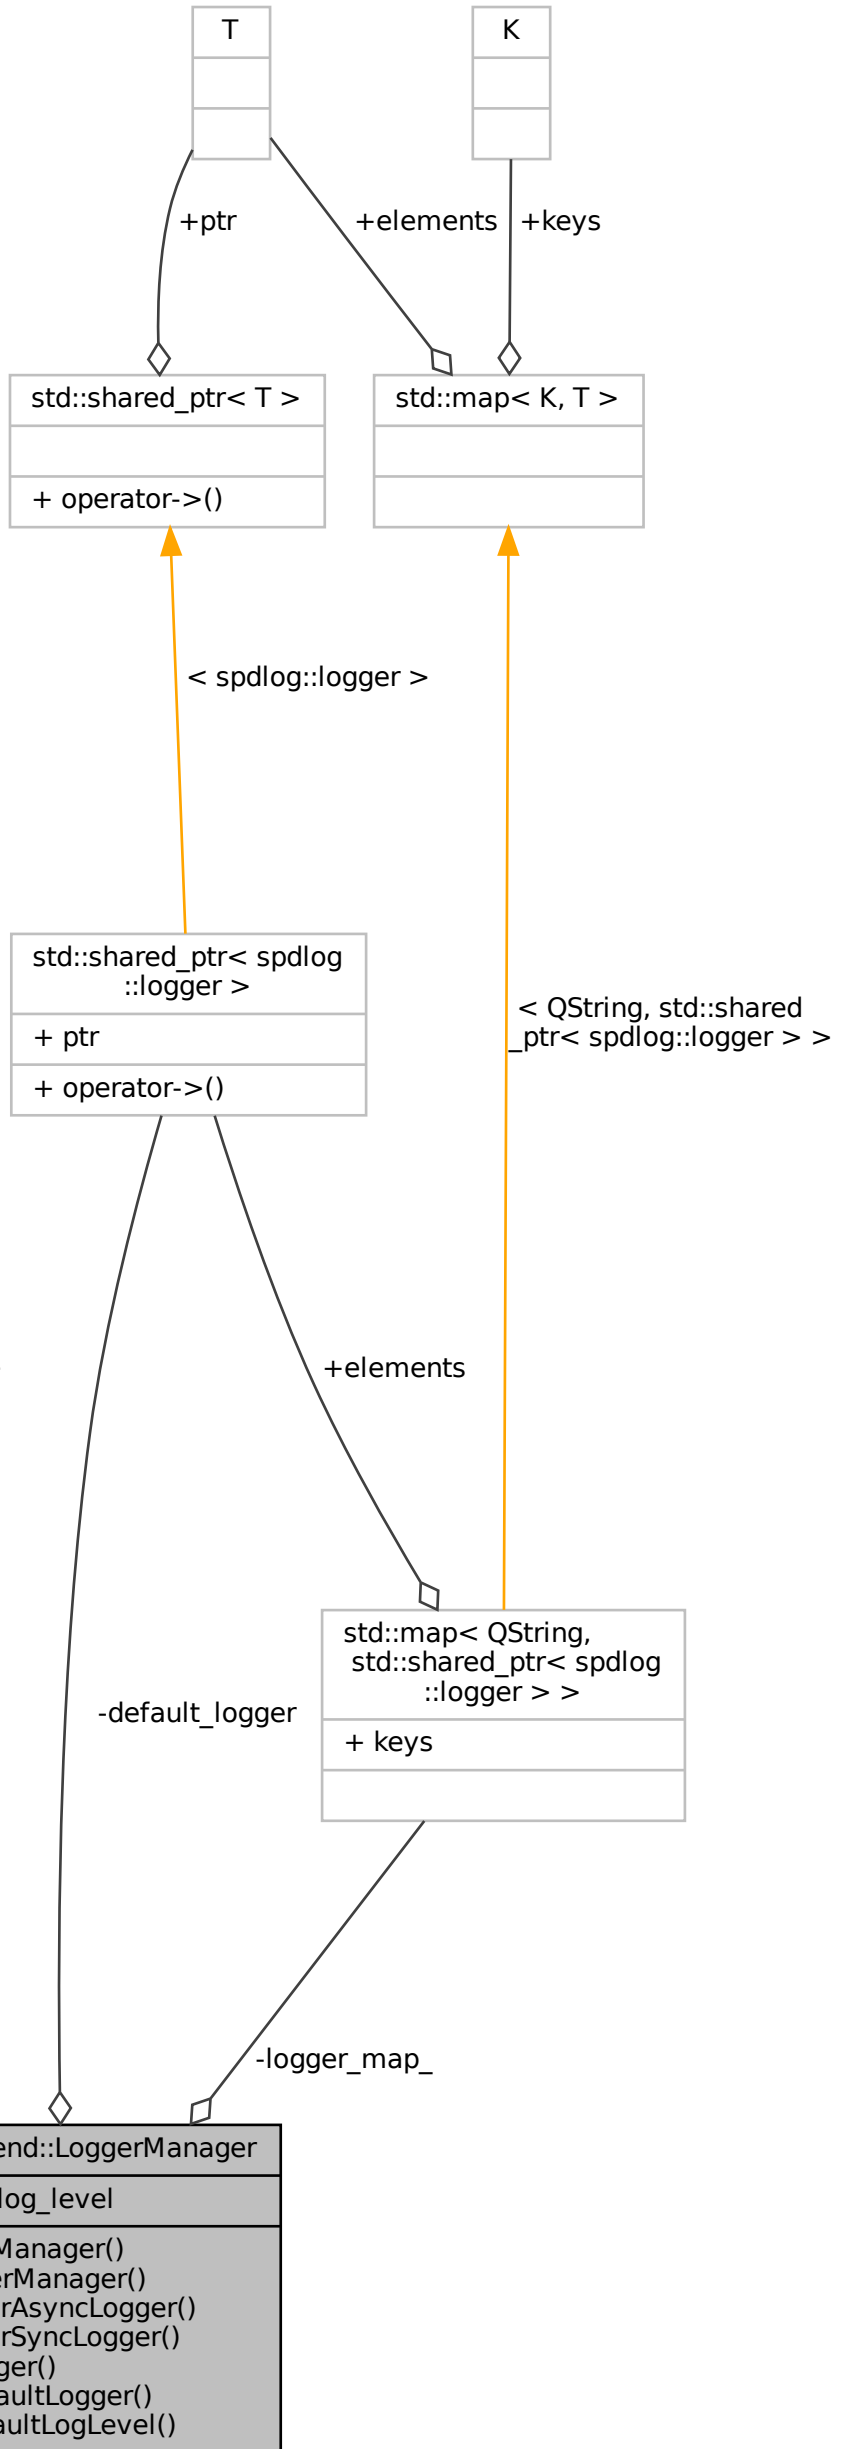 T
K
+ptr
+elements
+keys
std::shared_ptr< T >
+ operator->()
std::map< K, T >
< spdlog::logger >
std::shared_ptr< spdlog
::logger >
+ ptr
+ operator->()
< QString, std::shared
_ptr< spdlog::logger > >
+elements
std::map< QString,
std::shared_ptr< spdlog
::logger > >
+ keys
-default_logger
-logger_map_
end::LoggerManager
log_level
Manager()
erManager()
rAsyncLogger()
rSyncLogger()
ger()
aultLogger()
aultLogLevel()